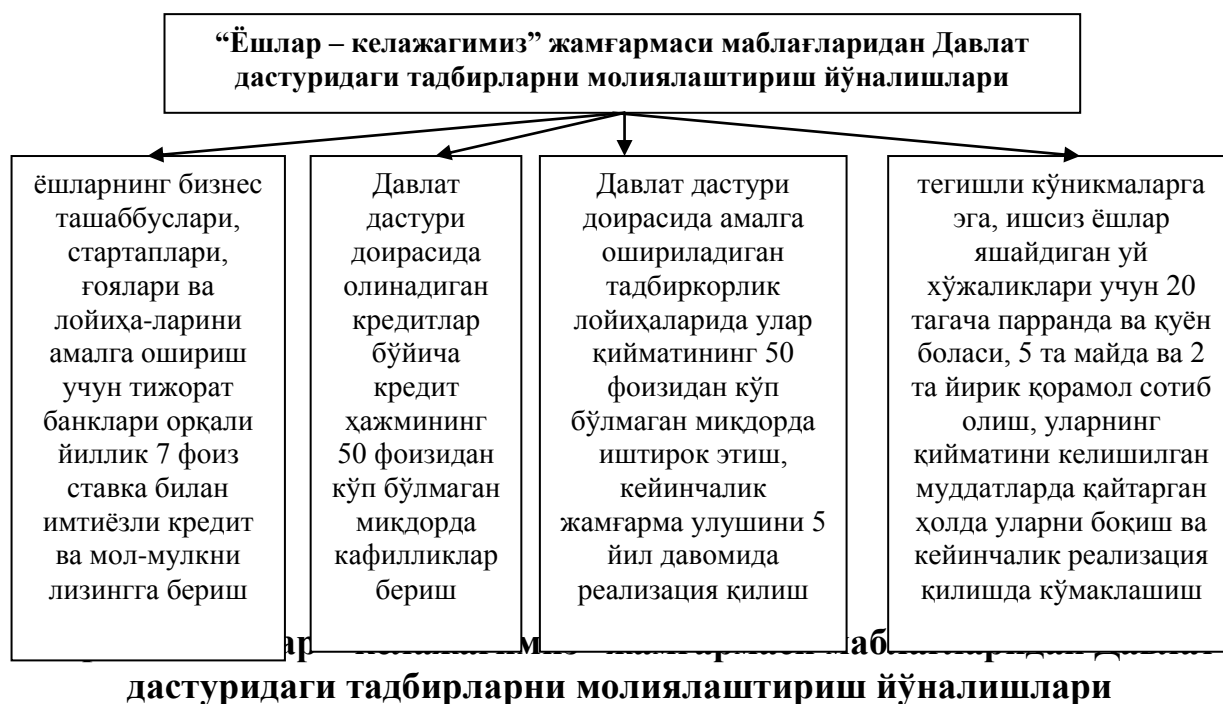 “Ёшлар – келажагимиз” жамғармаси маблағларидан Давлат
дастуридаги тадбирларни молиялаштириш йўналишлари
ёшларнинг бизнес
ташаббуслари,
стартаплари,
ғоялари ва
лойиҳа-ларини
амалга ошириш
учун тижорат
банклари орқали
йиллик 7 фоиз
ставка билан
имтиёзли кредит
ва мол-мулкни
лизингга бериш
Давлат
дастури
доирасида
олинадиган
кредитлар
бўйича
кредит
ҳажмининг
50 фоизидан
кўп бўлмаган
миқдорда
кафилликлар
бериш
Давлат дастури
доирасида амалга
ошириладиган
тадбиркорлик
лойиҳаларида улар
қийматининг 50
фоизидан кўп
бўлмаган миқдорда
иштирок этиш,
кейинчалик
жамғарма улушини 5
йил давомида
реализация қилиш
тегишли кўникмаларга
эга, ишсиз ёшлар
яшайдиган уй
хўжаликлари учун 20
тагача парранда ва қуён
боласи, 5 та майда ва 2
та йирик қорамол сотиб
олиш, уларнинг
қийматини келишилган
муддатларда қайтарган
ҳолда уларни боқиш ва
кейинчалик реализация
қилишда кўмаклашиш
дастуридаги тадбирларни молиялаштириш йўналишлари